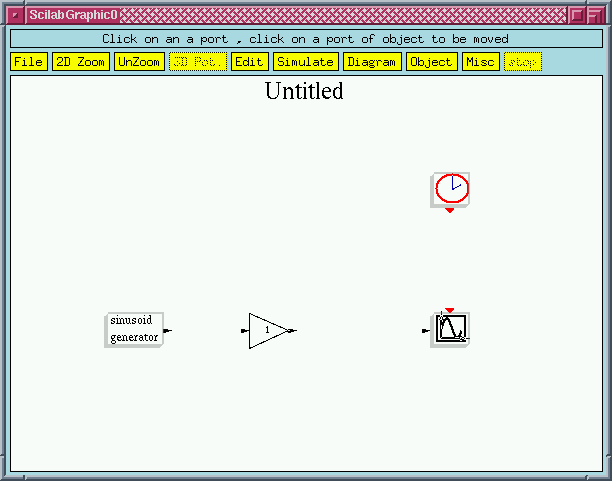 ScilabGraphic0
Click on an a port , click on a port of object to be moved
File 2D Zoom UnZoom 3D Rot. Edit Simulate Diagram Object Misc stop
Untitled
sinusoid
generator
1